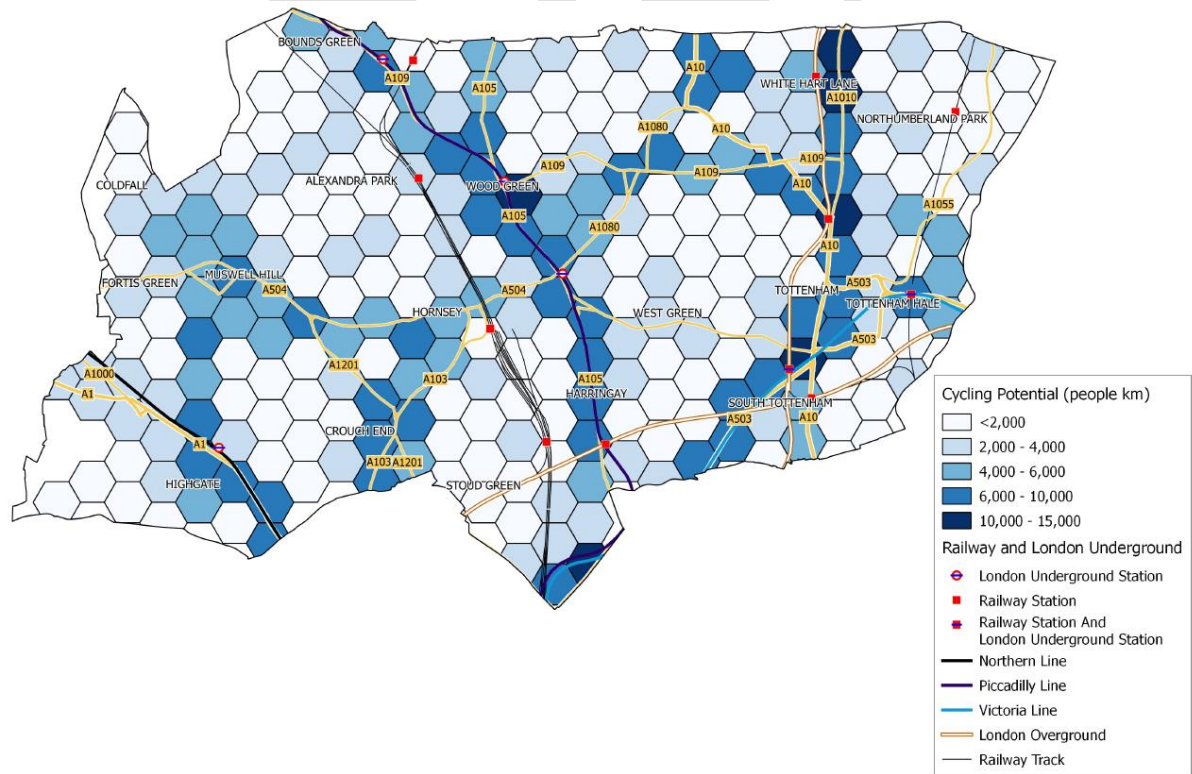 BOUNDS GREEN
A109
A105
A10
WHITE HART LANE
A1010
NORTHUMBERLAND PARK
A1080
A10
COLDFALL
ALEXANDRA PARK
WOOD GREEN
A109
A109
A109
A10
A105
A1080
A1055
A10
FORTIS GREEN
MUSWELL HILL
A504
A504
HORNSEY
WEST GREEN
TOTTENHAM
A503
TOTTENHAM HALE
A503
A1000
A1
A1201
A103
A105
HARRINGAY
SOUTH TOTTENHAM
A503
A10
CROUCH END
A1
A103
A1201
HIGHGATE
STOUD GREEN
Cycling Potential (people km)
<2,000
2,000 - 4,000
4,000 - 6,000
6,000 - 10,000
10,000 - 15,000
Railway and London Underground
London Underground Station
Railway Station
Railway Station And
London Underground Station
Northern Line
Piccadilly Line
Victoria Line
London Overground
Railway Track